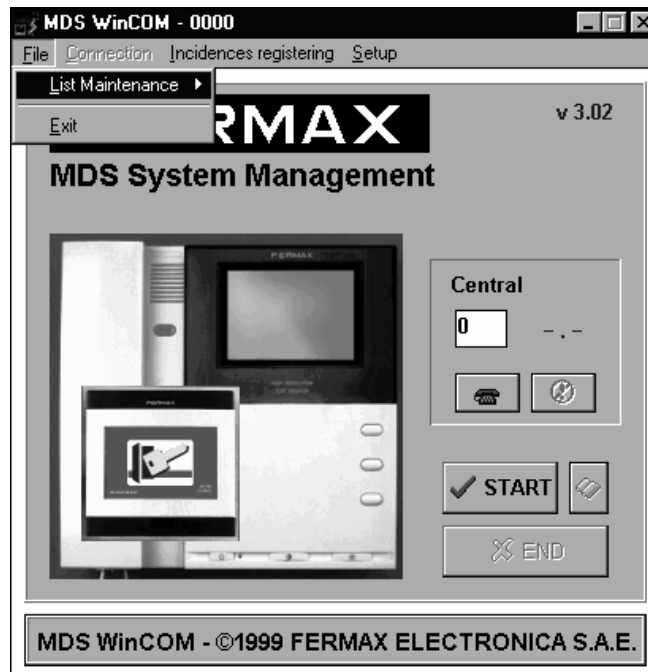 MDS WinCOM - 0000
File Connection Incidences registering Setup
List Maintenance
Exit
RMAX
v 3.02
MDS System Management
FERMAX
Central
0 -.-
FERMAX
START
END
MDS WinCOM - ©1999 FERMAX ELECTRONICA S.A.E.